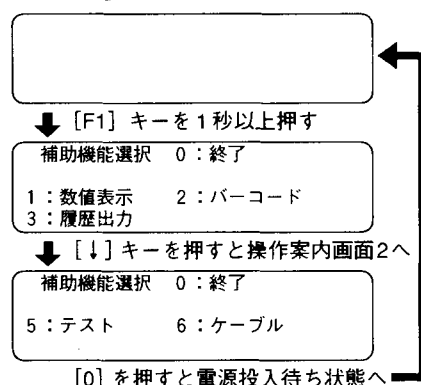 [F1] キーを1秒以上押す
補助機能選択 0:終了
1:数値表示 2:バーコード
3:履歴出力
[↓] キーを押すと操作案内画面2へ
補助機能選択 0:終了
5:テスト 6:ケーブル
[0] を押すと電源投入待ち状態へ